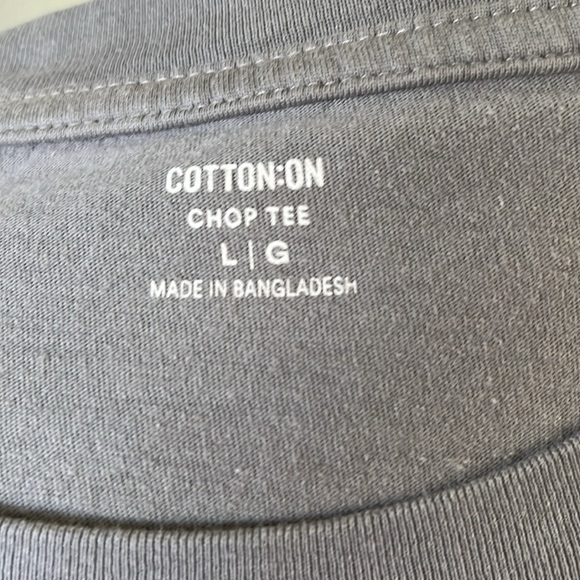 COTTON:ON
CHOP TEE
L | G
MADE IN BANGLADESH